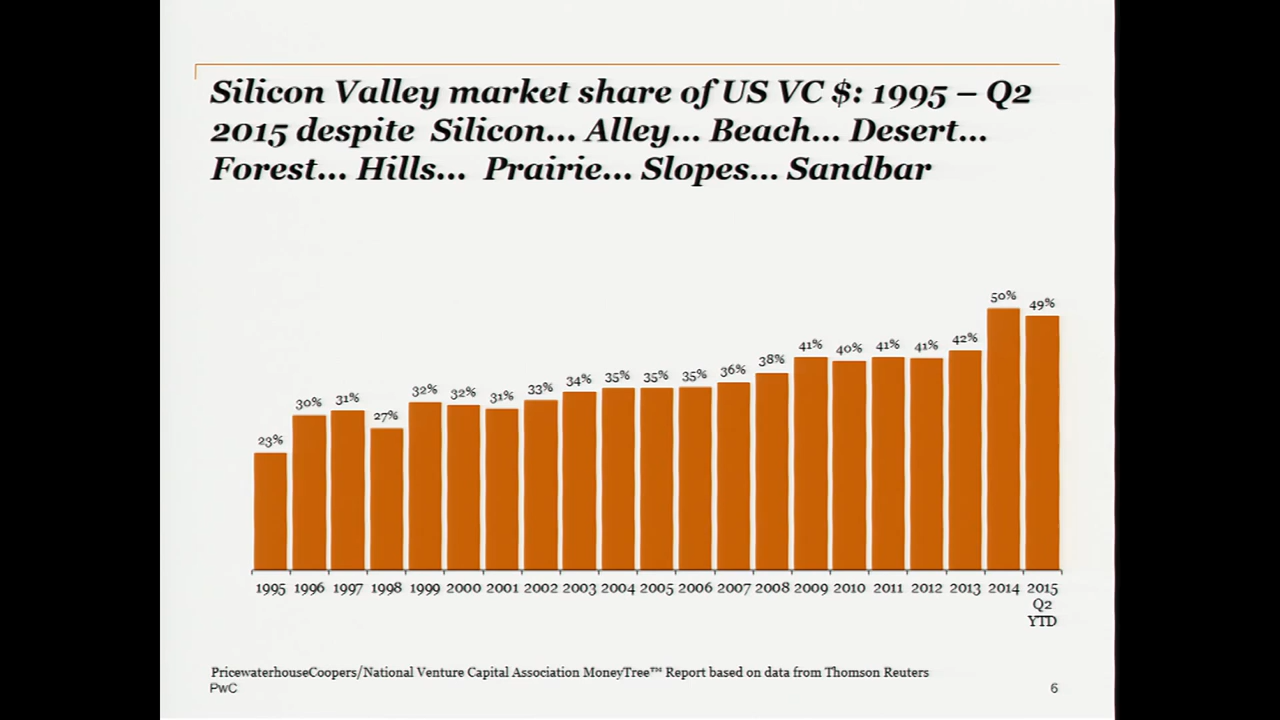 Silicon Valley market share of US VC $: 1995 – Q2
2015 despite Silicon... Alley... Beach... Desert...
Forest... Hills... Prairie... Slopes... Sandbar
23%
30%
31%
27%
32%
32%
31%
33%
34%
35%
35%
35%
36%
38%
41%
40%
41%
41%
42%
50%
49%
1995 1996 1997 1998 1999 2000 2001 2002 2003 2004 2005 2006 2007 2008 2009 2010 2011 2012 2013 2014 2015
Q2
YTD
PricewaterhouseCoopers/National Venture Capital Association MoneyTree™ Report based on data from Thomson Reuters
PwC 6